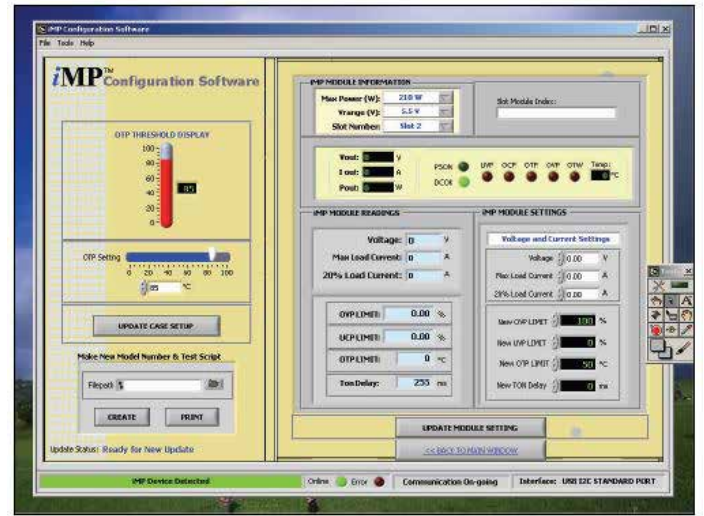 iMP Configuration Software
File Tools Help
iMP™ Configuration Software
OTP THRESHOLD DISPLAY
100
80
60
40
20
0
85
OTP Setting
0 20 40 60 80 100
85 °C
UPDATE CASE SETUP
Make New Model Number & Test Script
Filepath
CREATE PRINT
Update Status: Ready for New Update
iMP MODULE INFORMATION
Max Power (W): 210 W
Vrange (V): 5.5 V
Slot Number: Slot 2
Slot Module Index:
Vout: 0 V
I out: 0 A
Pout: 0 W
PSON
DCOK
UVP OCP OTP OVP OTW Temp:
0 °C
iMP MODULE READINGS
Voltage: 0 V
Max Load Current: 0 A
20% Load Current: 0 A
OVP LIMIT: 0.00 %
UCP LIMIT: 0.00 %
OTP LIMIT: 0 °C
Ton Delay: 255 ms
iMP MODULE SETTINGS
Voltage and Current Settings
Voltage 0.00 V
Max Load Current 0.00 A
20% Load Current 0.00 A
New OVP LIMIT 100 %
New UVP LIMIT 0 %
New OTP LIMIT 50 °C
New TON Delay 0 ms
UPDATE MODULE SETTING
<< BACK TO MAIN WINDOW
Tools
A
iMP Device Detected
Online Error Communication On-going Interface: USB I2C STANDARD PORT